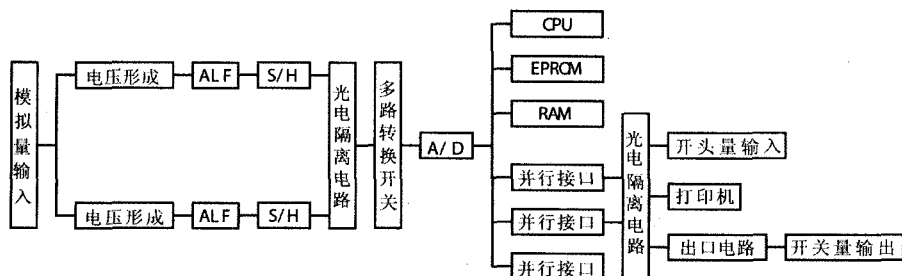 模拟量输入
电压形成
ALF
S/H
电压形成
ALF
S/H
光电隔离电路
多路转换开关
A/D
CPU
EPROM
RAM
并行接口
并行接口
并行接口
光电隔离电路
开头量输入
打印机
出口电路
开关量输出